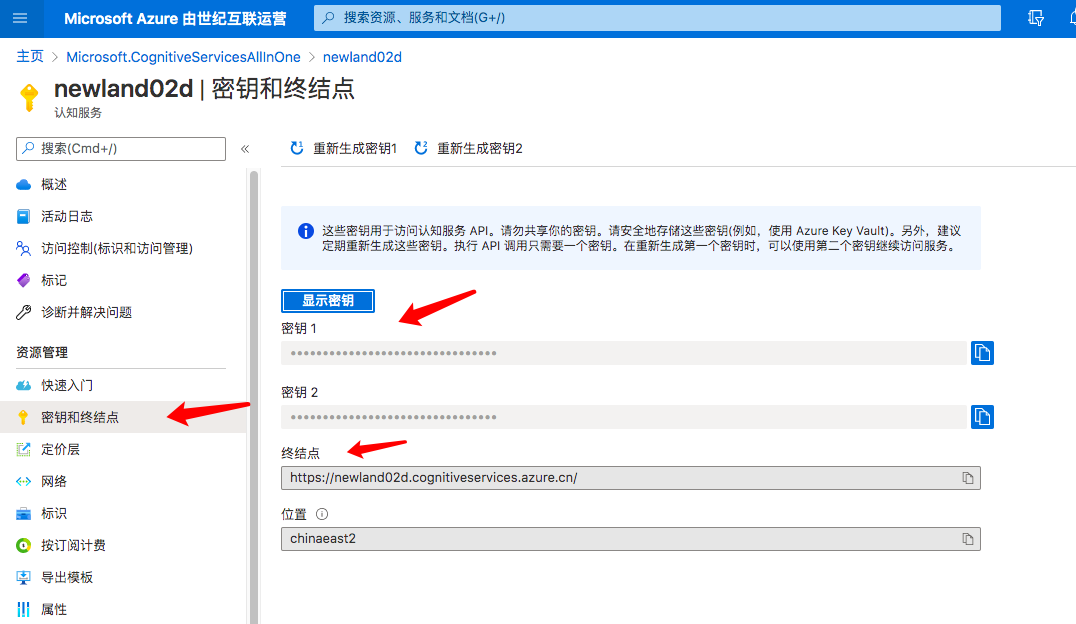 Microsoft Azure 由世纪互联运营
搜索资源、服务和文档(G+/)
主页 > Microsoft.CognitiveServicesAllInOne > newland02d
newland02d | 密钥和终结点
认知服务
搜索(Cmd+/)
«
概述
活动日志
访问控制(标识和访问管理)
标记
诊断并解决问题
资源管理
快速入门
密钥和终结点
定价层
网络
标识
按订阅计费
导出模板
属性
重新生成密钥1
重新生成密钥2
这些密钥用于访问认知服务 API。请勿共享你的密钥。请安全地存储这些密钥(例如，使用 Azure Key Vault)。另外，建议
定期重新生成这些密钥。执行 API 调用只需要一个密钥。在重新生成第一个密钥时，可以使用第二个密钥继续访问服务。
显示密钥
密钥 1
密钥 2
终结点
https://newland02d.cognitiveservices.azure.cn/
位置
chinaeast2